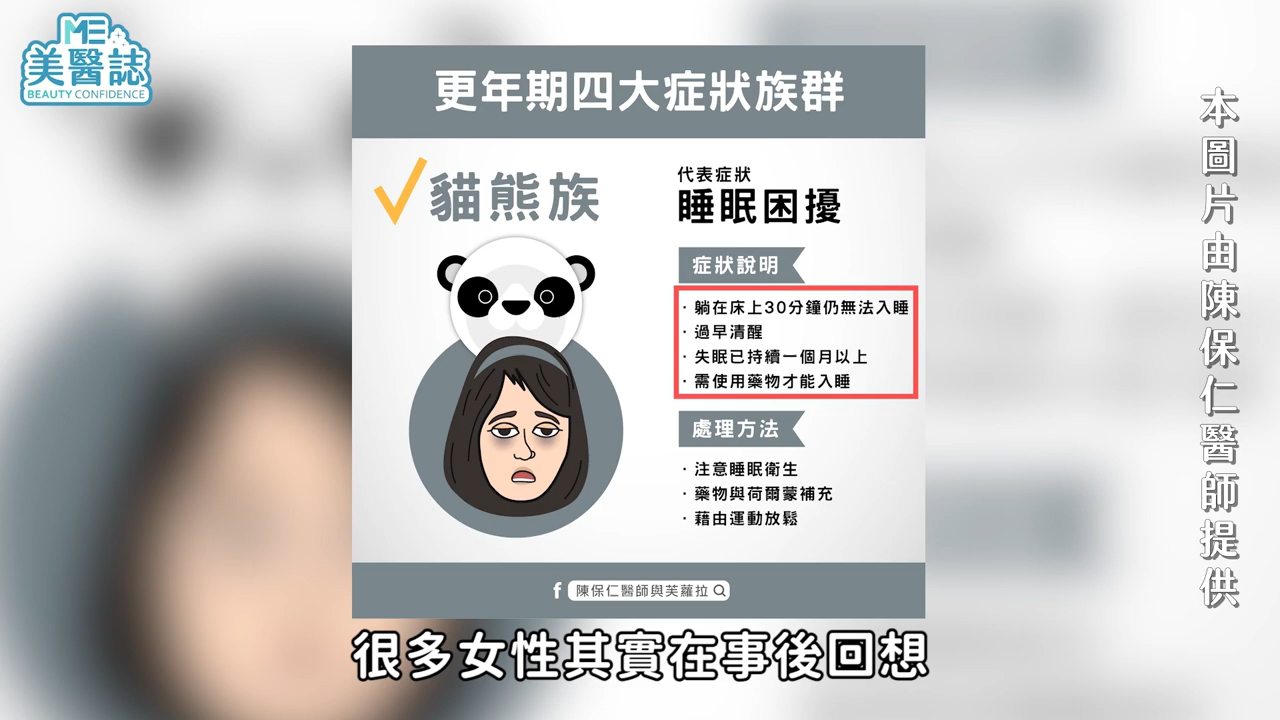 ME
美醫誌
BEAUTY CONFIDENCE
更年期四大症狀族群
貓熊族
代表症狀
睡眠困擾
症狀說明
· 躺在床上30分鐘仍無法入睡
· 過早清醒
· 失眠已持續一個月以上
· 需使用藥物才能入睡
處理方法
· 注意睡眠衛生
· 藥物與荷爾蒙補充
· 藉由運動放鬆
f 陳保仁醫師與芙蘿拉
本圖片由陳保仁醫師提供
很多女性其實在事後回想